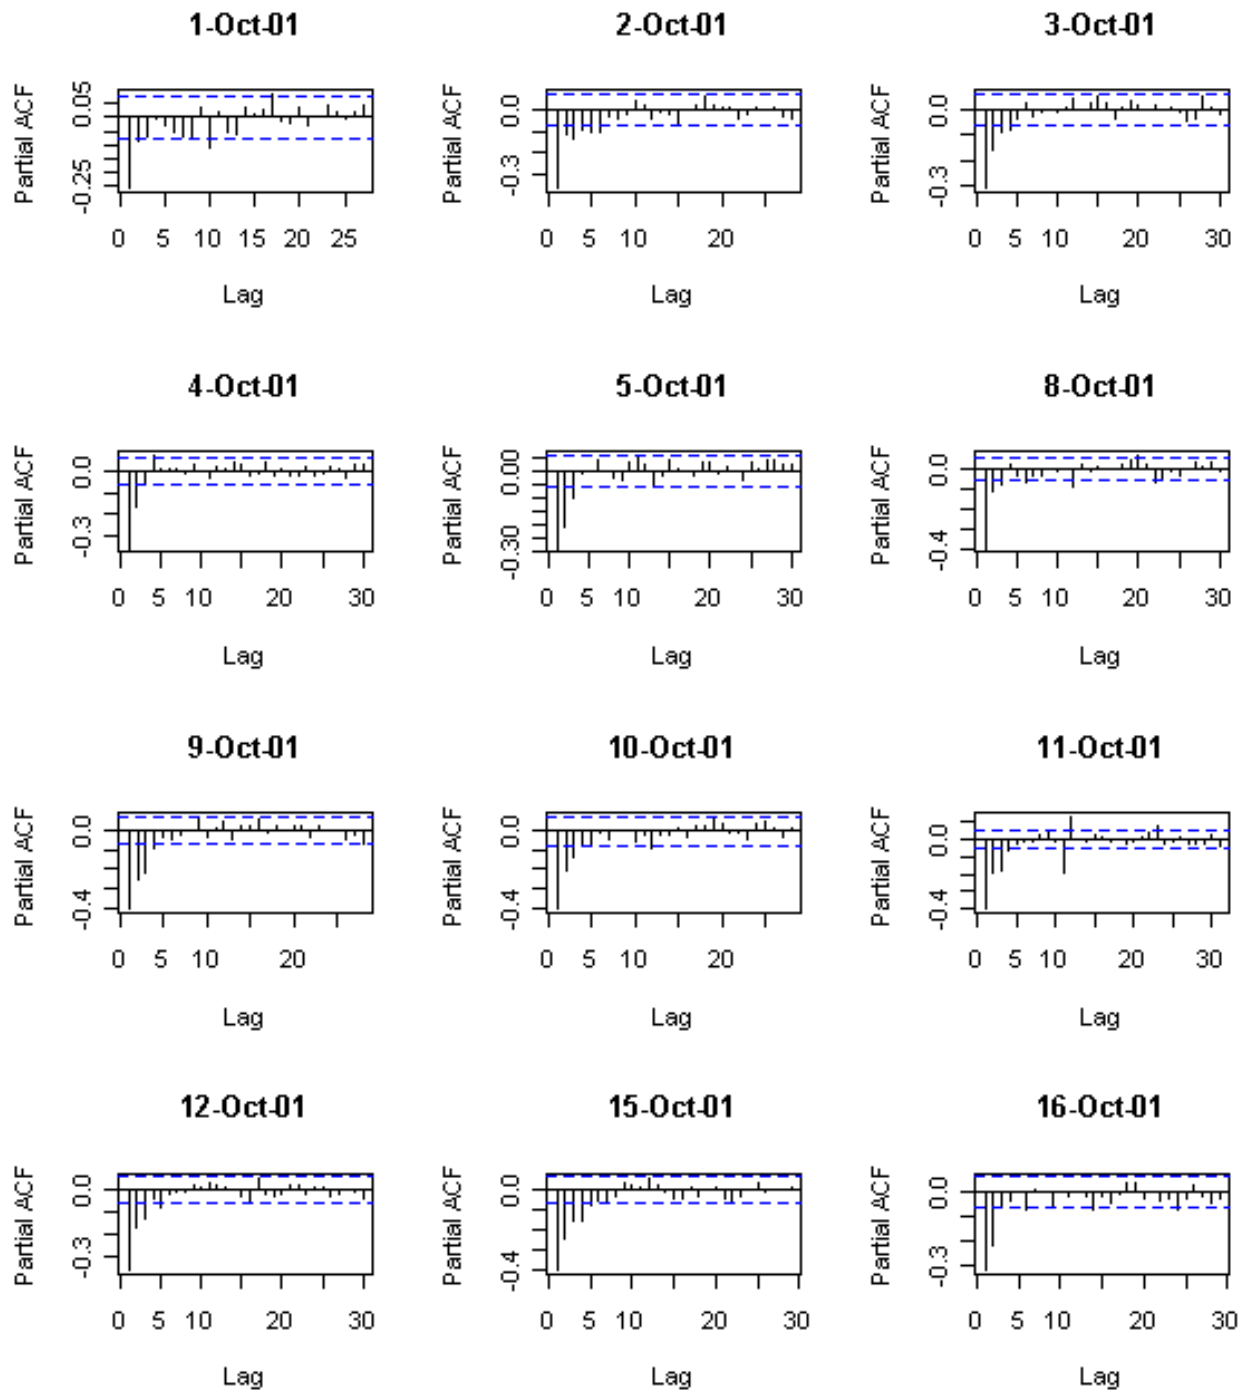 1-Oct-01
Partial ACF
-0.25 0.05
0 5 10 15 20 25
Lag
2-Oct-01
Partial ACF
-0.3 0.0
0 5 10 20
Lag
3-Oct-01
Partial ACF
-0.3 0.0
0 5 10 20 30
Lag
4-Oct-01
Partial ACF
-0.3 0.0
0 5 10 20 30
Lag
5-Oct-01
Partial ACF
-0.30 0.00
0 5 10 20 30
Lag
8-Oct-01
Partial ACF
-0.4 0.0
0 5 10 20 30
Lag
9-Oct-01
Partial ACF
-0.4 0.0
0 5 10 20
Lag
10-Oct-01
Partial ACF
-0.4 0.0
0 5 10 20
Lag
11-Oct-01
Partial ACF
-0.4 0.0
0 5 10 20 30
Lag
12-Oct-01
Partial ACF
-0.3 0.0
0 5 10 20 30
Lag
15-Oct-01
Partial ACF
-0.4 0.0
0 5 10 20 30
Lag
16-Oct-01
Partial ACF
-0.3 0.0
0 5 10 20 30
Lag